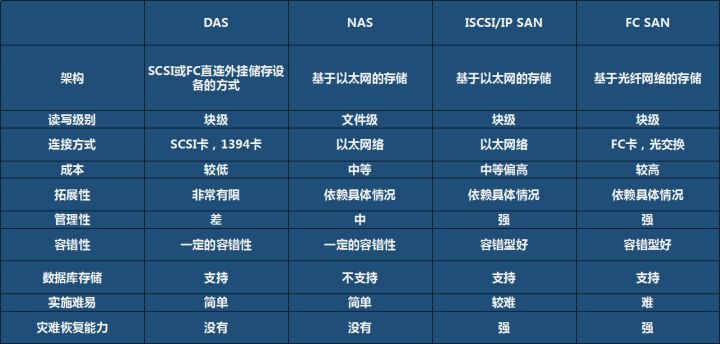 DAS NAS ISCSI/IP SAN FC SAN
架构 SCSI或FC直连外挂储存设备的方式 基于以太网的存储 基于以太网的存储 基于光纤网络的存储
读写级别 块级 文件级 块级 块级
连接方式 SCSI卡，1394卡 以太网络 以太网络 FC卡，光交换
成本 较低 中等 中等偏高 较高
拓展性 非常有限 依赖具体情况 依赖具体情况 依赖具体情况
管理性 差 中 强 强
容错性 一定的容错性 一定的容错性 容错型好 容错型好
数据库存储 支持 不支持 支持 支持
实施难易 简单 简单 较难 难
灾难恢复能力 没有 没有 强 强